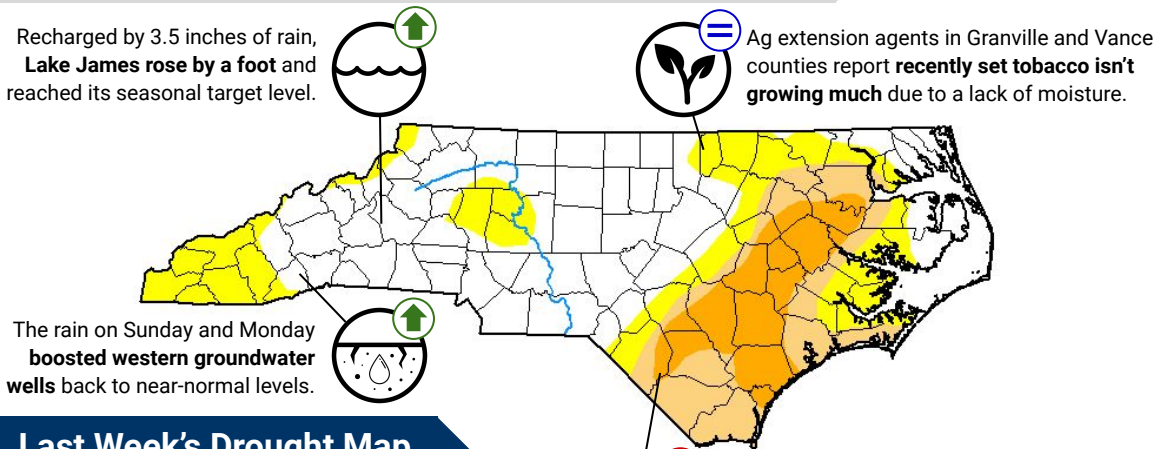 Recharged by 3.5 inches of rain,
Lake James rose by a foot and
reached its seasonal target level.
Ag extension agents in Granville and Vance
counties report recently set tobacco isn't
growing much due to a lack of moisture.
The rain on Sunday and Monday
boosted western groundwater
wells back to near-normal levels.
Last Week's Drought Map